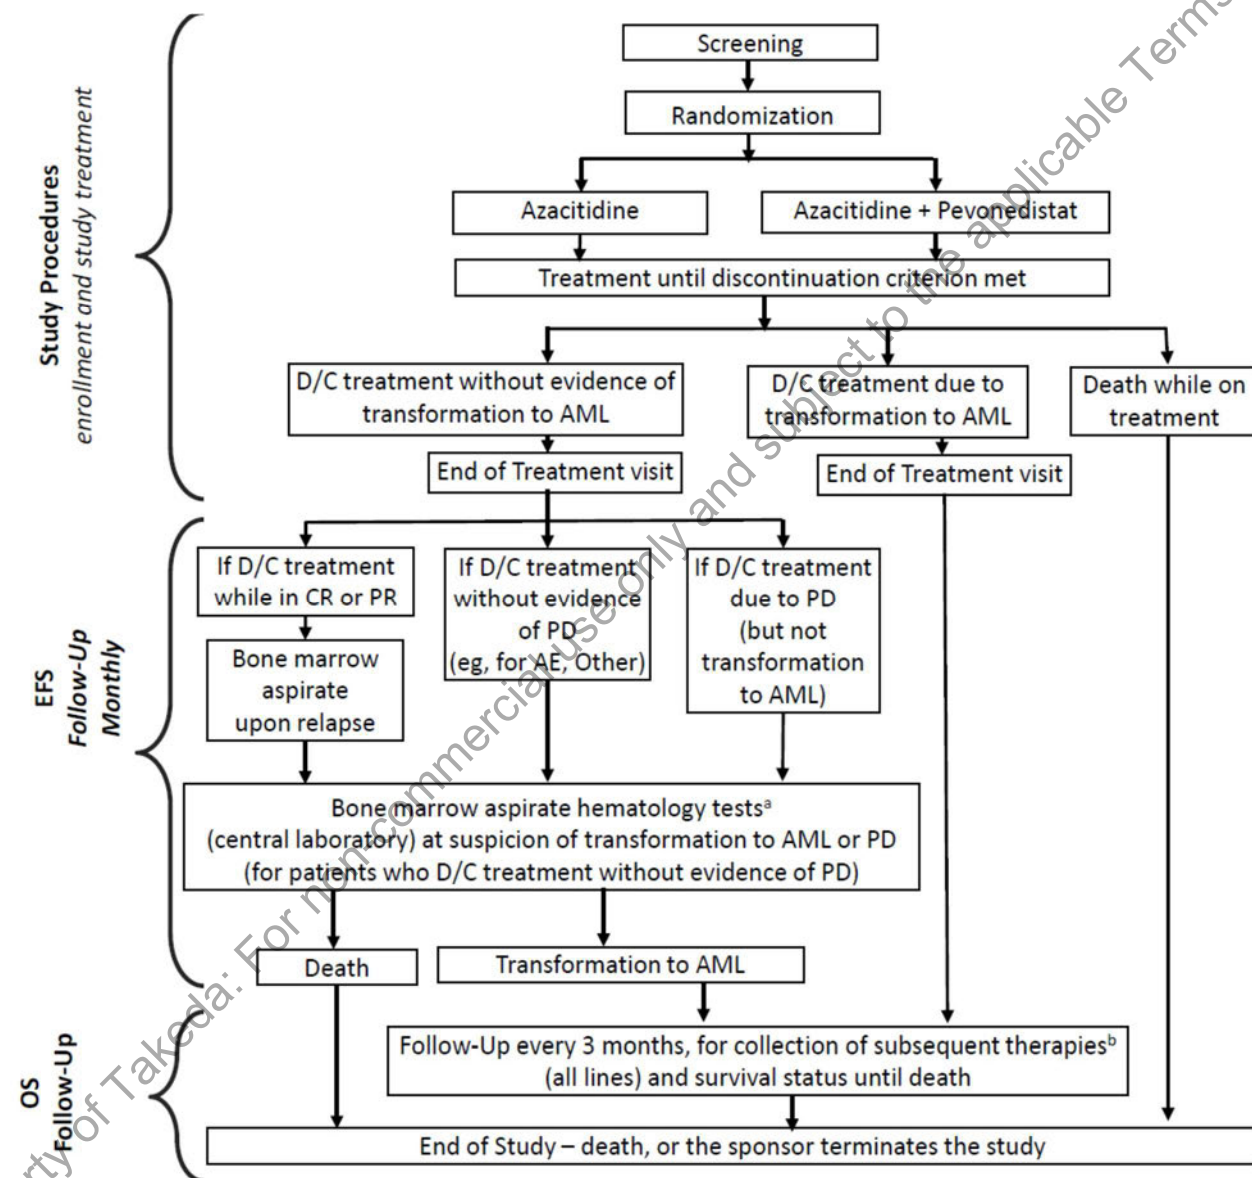 Screening
Randomization
Azacitidine
Azacitidine + Pevonedistat
Treatment until discontinuation criterion met
Study Procedures
enrollment and study treatment
D/C treatment without evidence of
transformation to AML
D/C treatment due to
transformation to AML
Death while on
treatment
End of Treatment visit
End of Treatment visit
EFS
Follow-Up
Monthly
If D/C treatment
while in CR or PR
If D/C treatment
without evidence
of PD
(eg, for AE, Other)
If D/C treatment
due to PD
(but not
transformation
to AML)
Bone marrow
aspirate
upon relapse
Bone marrow aspirate hematology testsᵃ
(central laboratory) at suspicion of transformation to AML or PD
(for patients who D/C treatment without evidence of PD)
Death
Transformation to AML
OS
Follow-Up
Follow-Up every 3 months, for collection of subsequent therapiesᵇ
(all lines) and survival status until death
End of Study – death, or the sponsor terminates the study
rty of Takeda: For non-commercial use only and subject to the applicable Terms